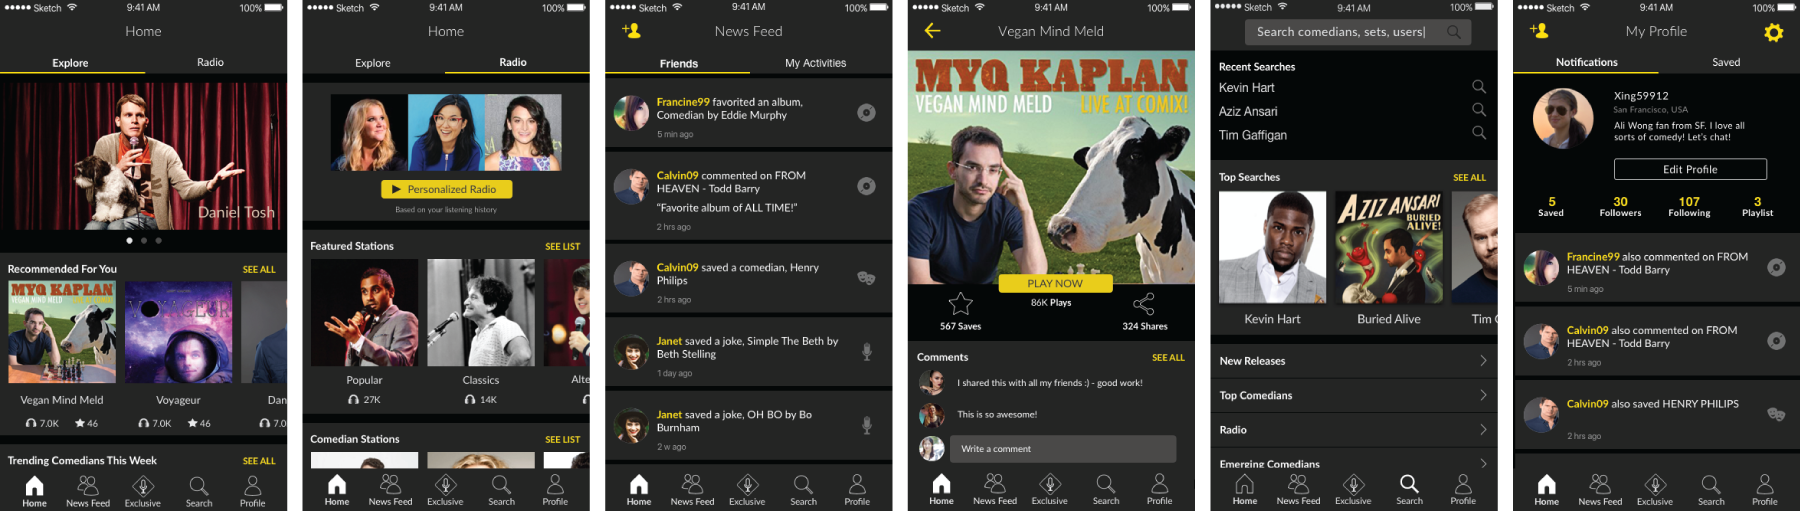 ●●●●● Sketch 9:41 AM 100%
Home
Explore Radio
Daniel Tosh
Recommended For You SEE ALL
MYQ KAPLAN
VEGAN MIND MELD LIVE AT COMIX!
VOYAGEUR
Vegan Mind Meld Voyageur Dan
7.0K 46 7.0K 46 7.0
Trending Comedians This Week SEE ALL
Home News Feed Exclusive Search Profile
●●●●● Sketch 9:41 AM 100%
Home
Explore Radio
Personalized Radio
Based on your listening history
Featured Stations SEE LIST
Popular Classics Alte
27K 14K
Comedian Stations SEE LIST
Home News Feed Exclusive Search Profile
●●●●● Sketch 9:41 AM 100%
News Feed
Friends My Activities
Francine99 favorited an album,
Comedian by Eddie Murphy
5 min ago
Calvin09 commented on FROM
HEAVEN - Todd Barry
“Favorite album of ALL TIME!”
2 hrs ago
Calvin09 saved a comedian, Henry
Philips
2 hrs ago
Janet saved a joke, Simple The Beth by
Beth Stelling
1 day ago
Janet saved a joke, OH BO by Bo
Burnham
2 w ago
Home News Feed Exclusive Search Profile
●●●●● Sketch 9:41 AM 100%
Vegan Mind Meld
MYQ KAPLAN
VEGAN MIND MELD LIVE AT COMIX!
PLAY NOW
86K Plays
567 Saves 324 Shares
Comments SEE ALL
I shared this with all my friends :) - good work!
This is so awesome!
Write a comment
Home News Feed Exclusive Search Profile
●●●●● Sketch 9:41 AM 100%
Search comedians, sets, users|
Recent Searches
Kevin Hart
Aziz Ansari
Tim Gaffigan
Top Searches SEE ALL
AZIZ ANSARI
BURIED
ALIVE!
Kevin Hart Buried Alive Tim G
New Releases
Top Comedians
Radio
Emerging Comedians
Home News Feed Exclusive Search Profile
●●●●● Sketch 9:41 AM 100%
My Profile
Notifications Saved
Xing59912
San Francisco, USA
Ali Wong fan from SF. I love all
sorts of comedy! Let's chat!
Edit Profile
5 30 107 3
Saved Followers Following Playlist
Francine99 also commented on FROM
HEAVEN - Todd Barry
5 min ago
Calvin09 also commented on FROM
HEAVEN - Todd Barry
2 hrs ago
Calvin09 also saved HENRY PHILIPS
2 hrs ago
Home News Feed Exclusive Search Profile